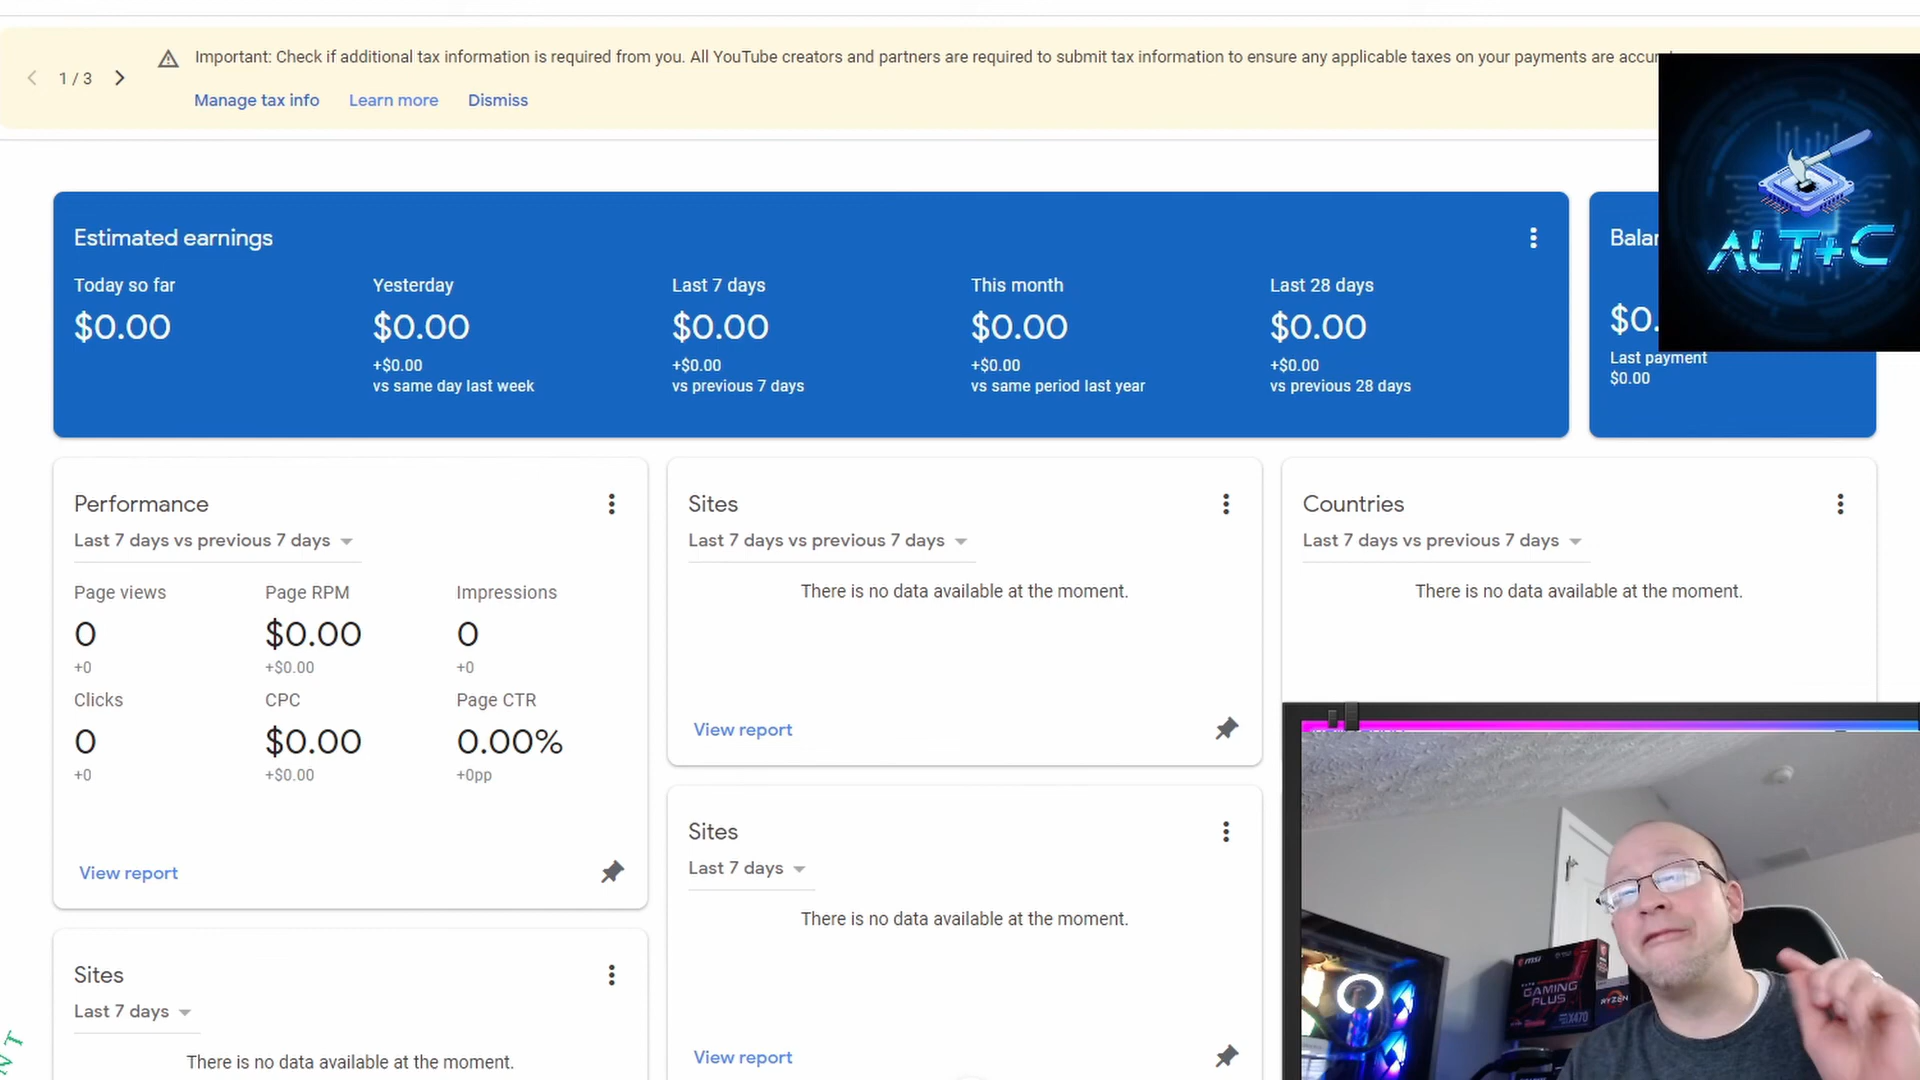 1 / 3
Important: Check if additional tax information is required from you. All YouTube creators and partners are required to submit tax information to ensure any applicable taxes on your payments are
Manage tax info
Learn more
Dismiss
ALT+C
Estimated earnings
Today so far
$0.00
Yesterday
$0.00
+$0.00
vs same day last week
Last 7 days
$0.00
+$0.00
vs previous 7 days
This month
$0.00
+$0.00
vs same period last year
Last 28 days
$0.00
+$0.00
vs previous 28 days
$0.
Last payment
$0.00
Performance
Last 7 days vs previous 7 days
Page views
0
+0
Page RPM
$0.00
+$0.00
Impressions
0
+0
Clicks
0
+0
CPC
$0.00
+$0.00
Page CTR
0.00%
+0pp
View report
Sites
Last 7 days vs previous 7 days
There is no data available at the moment.
View report
Countries
Last 7 days vs previous 7 days
There is no data available at the moment.
Sites
Last 7 days
There is no data available at the moment.
View report
Sites
Last 7 days
There is no data available at the moment.
NT
msi
GAMING
PLUS
X470
RYZEN